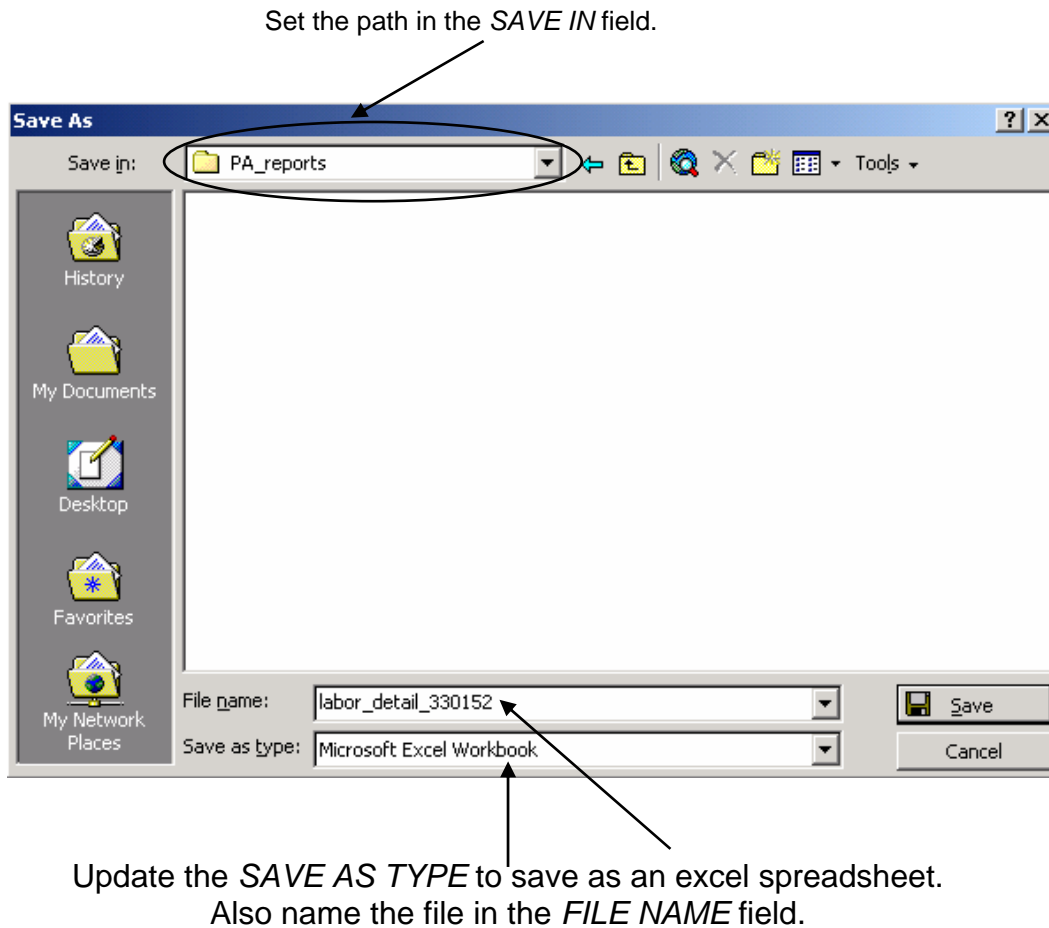 Set the path in the SAVE IN field.
Save As
Save in:
PA_reports
Tools
History
My Documents
Desktop
Favorites
My Network
Places
File name:
labor_detail_330152
Save
Save as type:
Microsoft Excel Workbook
Cancel
Update the SAVE AS TYPE to save as an excel spreadsheet.
Also name the file in the FILE NAME field.